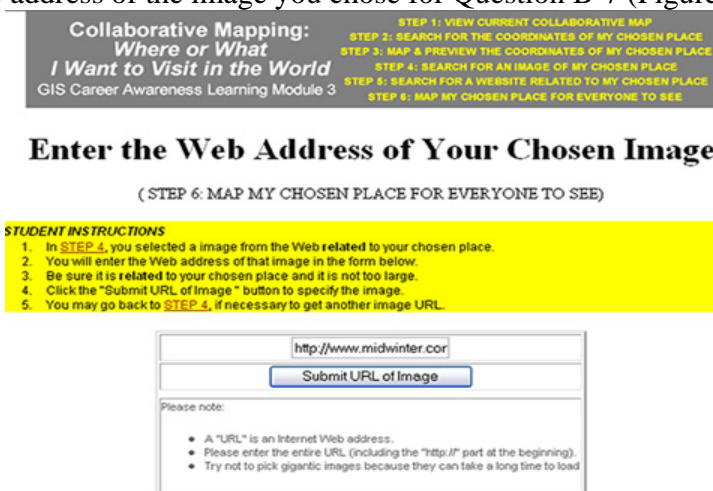 address of the image you chose for Question B-7 (Figure
Collaborative Mapping:
Where or What
I Want to Visit in the World
GIS Career Awareness Learning Module 3
STEP 1: VIEW CURRENT COLLABORATIVE MAP
STEP 2: SEARCH FOR THE COORDINATES OF MY CHOSEN PLACE
STEP 3: MAP & PREVIEW THE COORDINATES OF MY CHOSEN PLACE
STEP 4: SEARCH FOR AN IMAGE OF MY CHOSEN PLACE
STEP 5: SEARCH FOR A WEBSITE RELATED TO MY CHOSEN PLACE
STEP 6: MAP MY CHOSEN PLACE FOR EVERYONE TO SEE
Enter the Web Address of Your Chosen Image
( STEP 6: MAP MY CHOSEN PLACE FOR EVERYONE TO SEE)
STUDENT INSTRUCTIONS
1. In STEP 4, you selected a image from the Web related to your chosen place.
2. You will enter the Web address of that image in the form below.
3. Be sure it is related to your chosen place and it is not too large.
4. Click the "Submit URL of Image " button to specify the image.
5. You may go back to STEP 4, if necessary to get another image URL.
http://www.midwinter.cor
Submit URL of Image
Please note:
• A "URL" is an Internet Web address.
• Please enter the entire URL (including the "http://" part at the beginning).
• Try not to pick gigantic images because they can take a long time to load